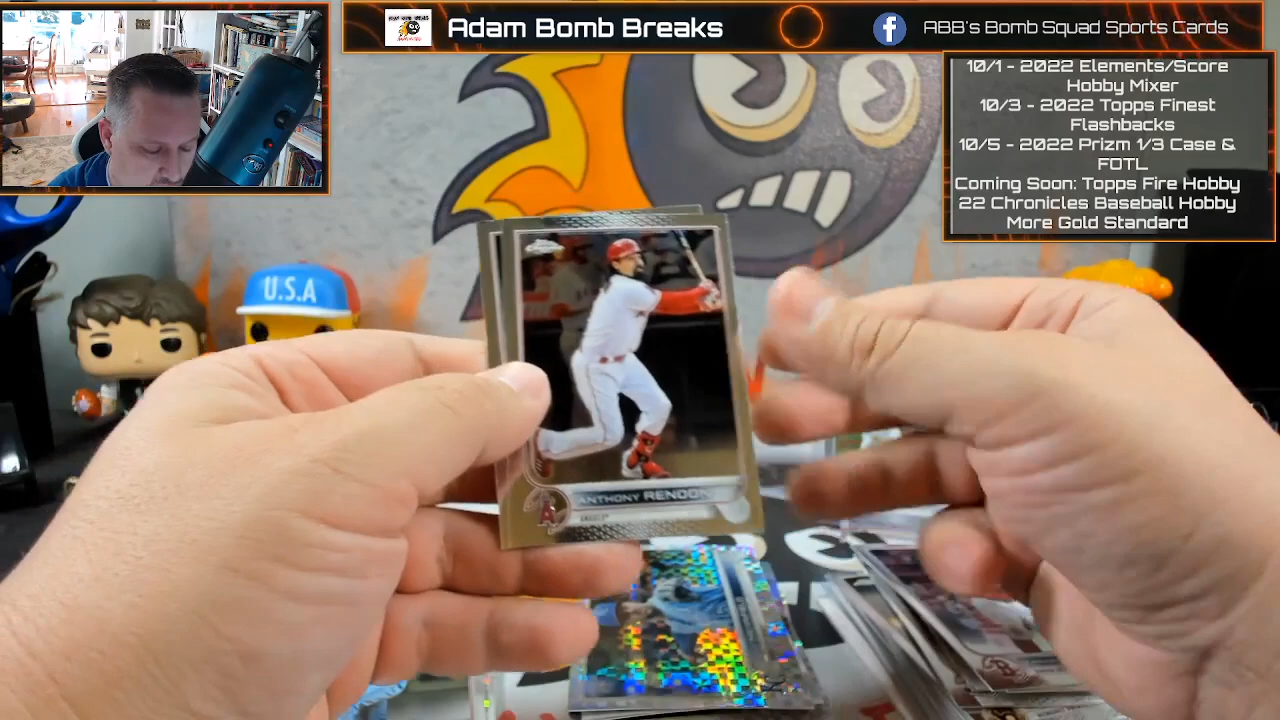 Adam Bomb Breaks
ABB's Bomb Squad Sports Cards
10/1 - 2022 Elements/Score
Hobby Mixer
10/3 - 2022 Topps Finest
Flashbacks
10/5 - 2022 Prizm 1/3 Case &
FOTL
Coming Soon: Topps Fire Hobby
22 Chronicles Baseball Hobby
More Gold Standard
U.S.A
ANTHONY RENDON
ANGELS